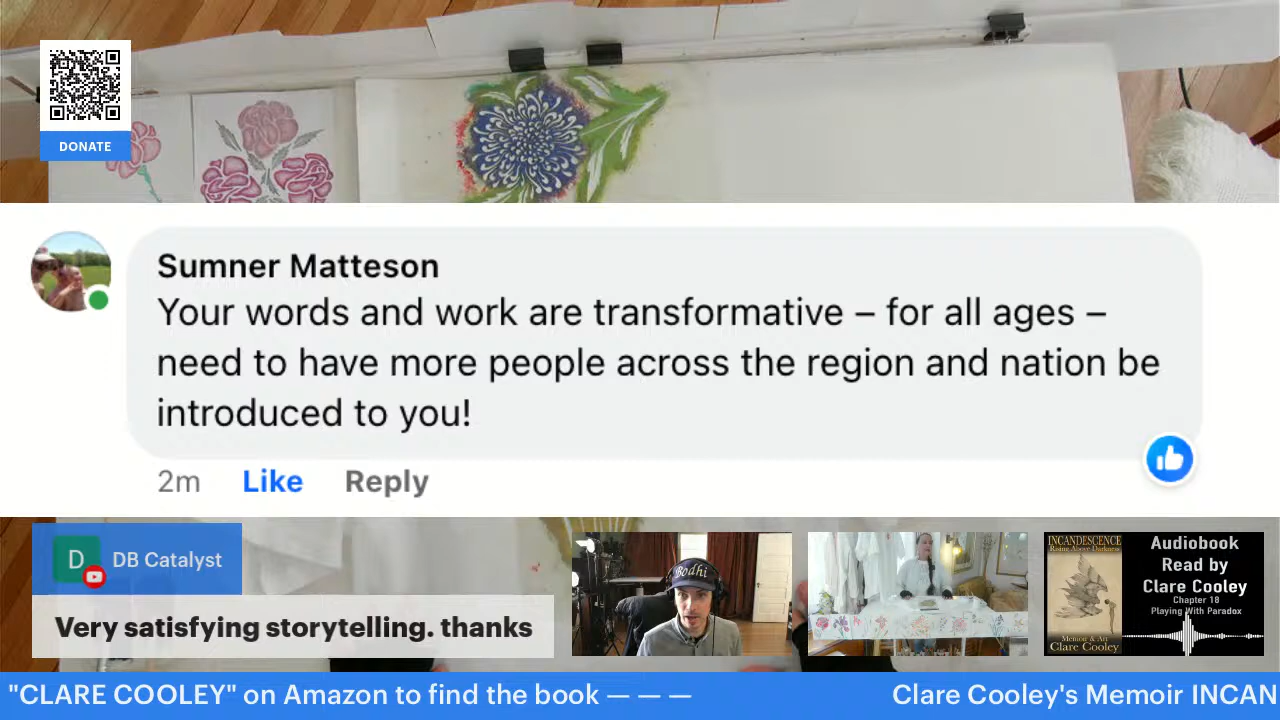 DONATE
Sumner Matteson
Your words and work are transformative – for all ages –
need to have more people across the region and nation be
introduced to you!
2m Like Reply
D DB Catalyst
Very satisfying storytelling. thanks
Bodhi
INCANDESCENCE
Rising Above Darkness
Memoir & Art
Clare Cooley
Audiobook
Read by
Clare Cooley
Chapter 18
Playing With Paradox
"CLARE COOLEY" on Amazon to find the book — — —
Clare Cooley's Memoir INCAN